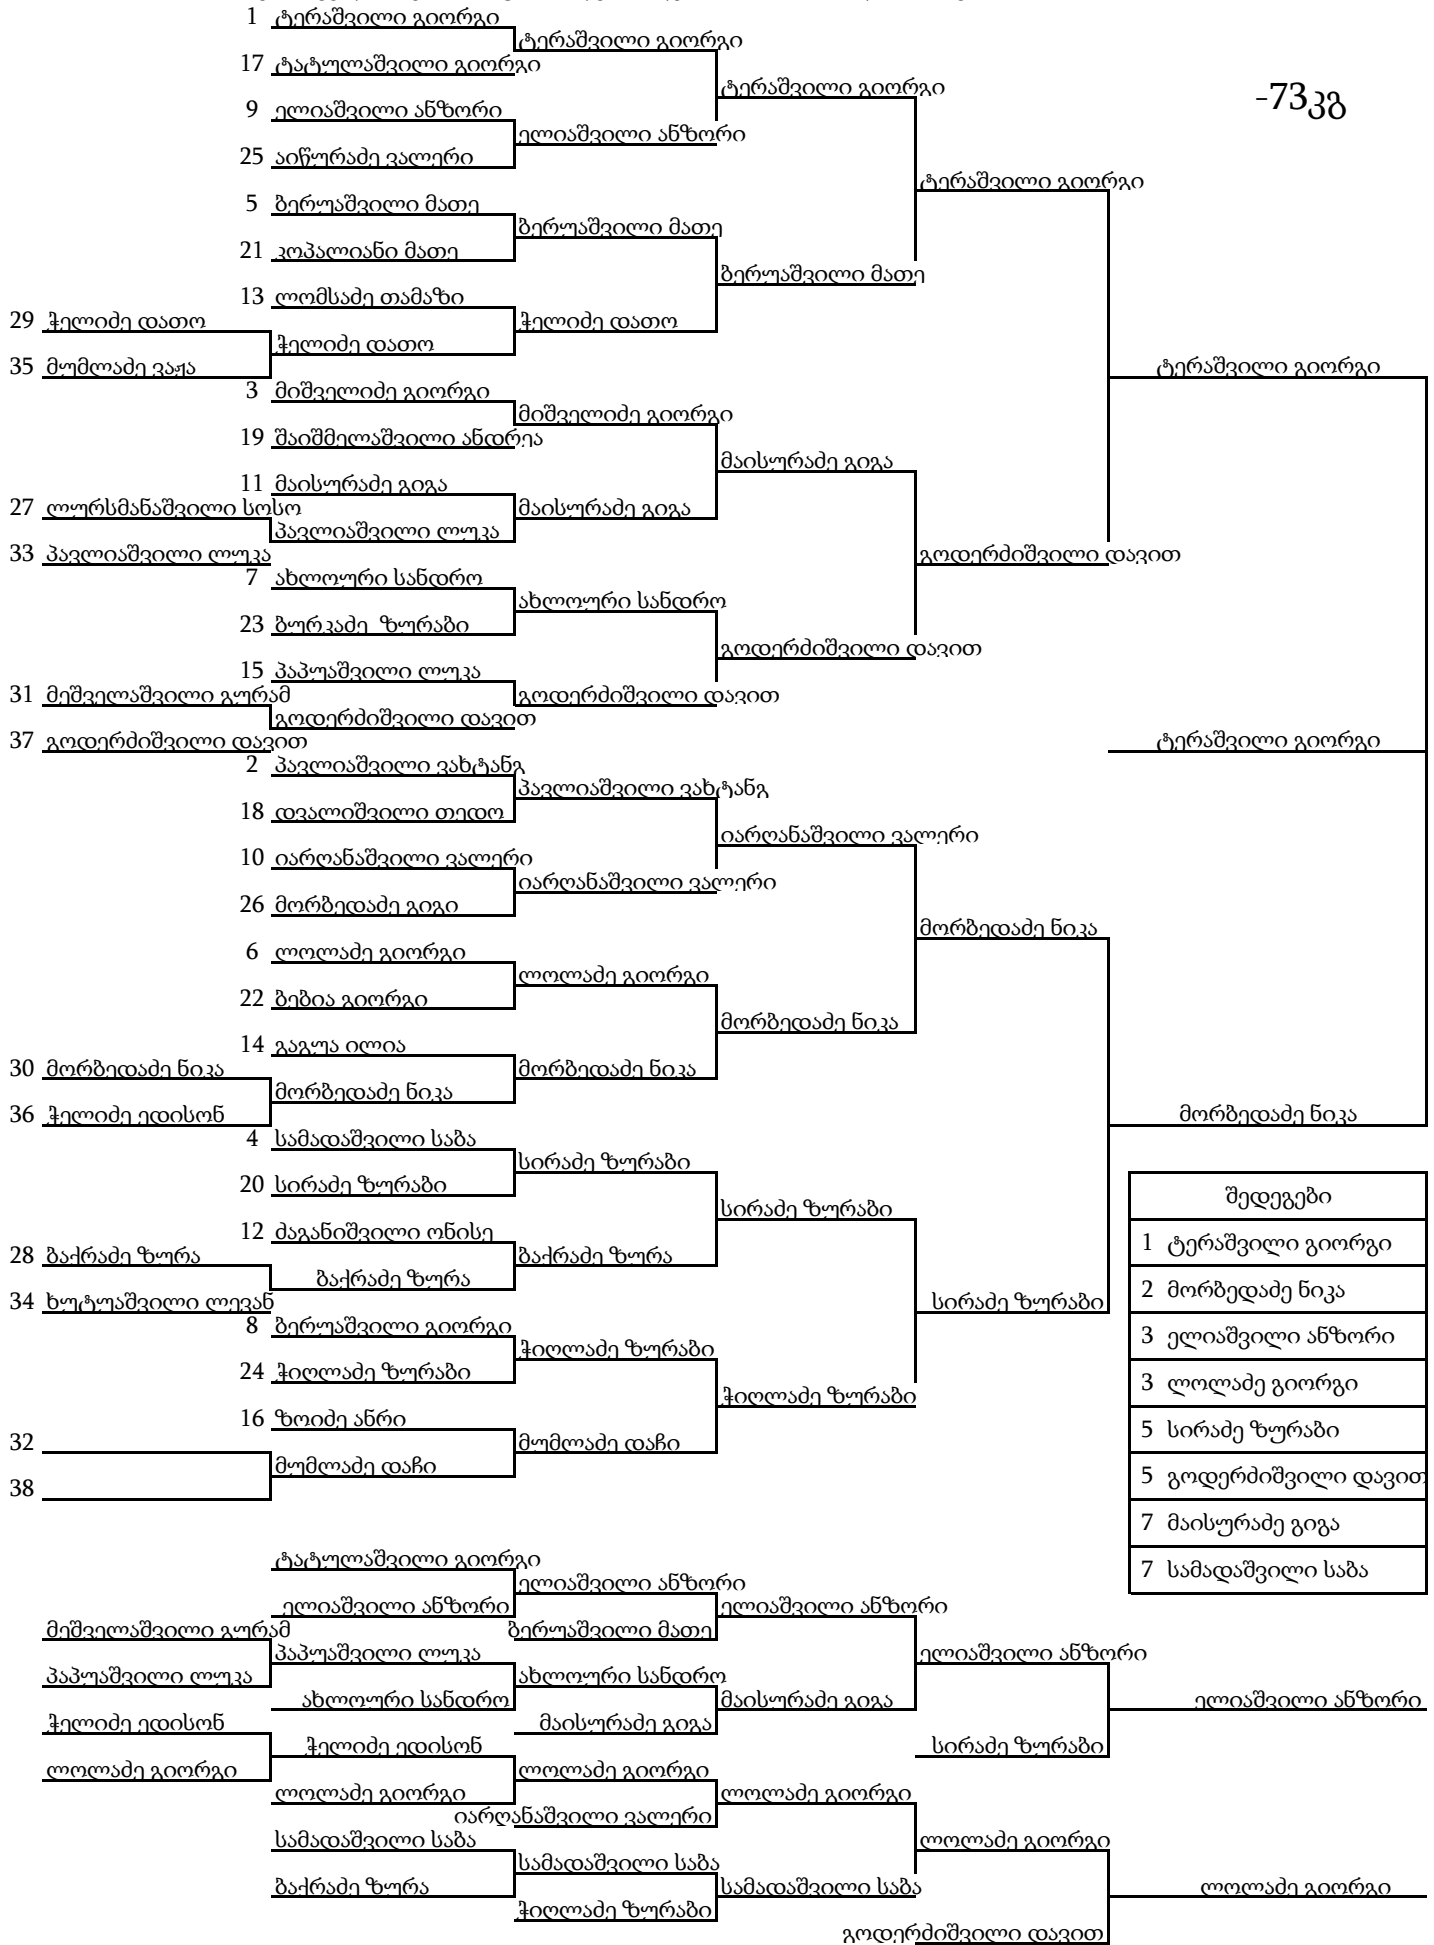 1 ტერაშვილი გიორგი
ტერაშვილი გიორგი
17 ტატულაშვილი გიორგი
ტერაშვილი გიორგი
-73კგ
9 ელიაშვილი ანზორი
ელიაშვილი ანზორი
25 აიწურაძე ვალერი
ტერაშვილი გიორგი
5 ბერუაშვილი მათე
ბერუაშვილი მათე
21 კოპალიანი მათე
ბერუაშვილი მათე
13 ლომსაძე თამაზი
29 ჭელიძე დათო
ჭელიძე დათო
ჭელიძე დათო
35 მუმლაძე ვაჟა
ტერაშვილი გიორგი
3 მიშველიძე გიორგი
მიშველიძე გიორგი
19 შაიშმელაშვილი ანდრეა
მაისურაძე გიგა
11 მაისურაძე გიგა
27 ლურსმანაშვილი სოსო
მაისურაძე გიგა
პავლიაშვილი ლუკა
33 პავლიაშვილი ლუკა
გოდერძიშვილი დავით
7 ახლოური სანდრო
ახლოური სანდრო
23 ბურკაძე ზურაბი
გოდერძიშვილი დავით
15 პაპუაშვილი ლუკა
31 მეშველაშვილი გურამ
გოდერძიშვილი დავით
გოდერძიშვილი დავით
37 გოდერძიშვილი დავით
ტერაშვილი გიორგი
2 პავლიაშვილი ვახტანგ
პავლიაშვილი ვახტანგ
18 დვალიშვილი თედო
იარღანაშვილი ვალერი
10 იარღანაშვილი ვალერი
იარღანაშვილი ვალერი
26 მორბედაძე გიგი
მორბედაძე ნიკა
6 ლოლაძე გიორგი
ლოლაძე გიორგი
22 ბებია გიორგი
მორბედაძე ნიკა
14 გაგუა ილია
30 მორბედაძე ნიკა
მორბედაძე ნიკა
მორბედაძე ნიკა
36 ჭელიძე ედისონ
მორბედაძე ნიკა
4 სამადაშვილი საბა
სირაძე ზურაბი
20 სირაძე ზურაბი
შედეგები
სირაძე ზურაბი
12 ძაგანიშვილი ონისე
1 ტერაშვილი გიორგი
28 ბაქრაძე ზურა
ბაქრაძე ზურა
ბაქრაძე ზურა
2 მორბედაძე ნიკა
34 ხუტუაშვილი ლევან
სირაძე ზურაბი
8 ბერუაშვილი გიორგი
3 ელიაშვილი ანზორი
ჭიღლაძე ზურაბი
24 ჭიღლაძე ზურაბი
3 ლოლაძე გიორგი
ჭიღლაძე ზურაბი
16 ზოიძე ანრი
5 სირაძე ზურაბი
32
მუმლაძე დაჩი
მუმლაძე დაჩი
5 გოდერძიშვილი დავით
38
7 მაისურაძე გიგა
7 სამადაშვილი საბა
ტატულაშვილი გიორგი
ელიაშვილი ანზორი
ელიაშვილი ანზორი
ელიაშვილი ანზორი
მეშველაშვილი გურამ
ბერუაშვილი მათე
პაპუაშვილი ლუკა
ელიაშვილი ანზორი
პაპუაშვილი ლუკა
ახლოური სანდრო
ახლოური სანდრო
მაისურაძე გიგა
ელიაშვილი ანზორი
ჭელიძე ედისონ
მაისურაძე გიგა
ჭელიძე ედისონ
სირაძე ზურაბი
ლოლაძე გიორგი
ლოლაძე გიორგი
ლოლაძე გიორგი
ლოლაძე გიორგი
იარღანაშვილი ვალერი
სამადაშვილი საბა
ლოლაძე გიორგი
სამადაშვილი საბა
ბაქრაძე ზურა
სამადაშვილი საბა
ლოლაძე გიორგი
ჭიღლაძე ზურაბი
გოდერძიშვილი დავით